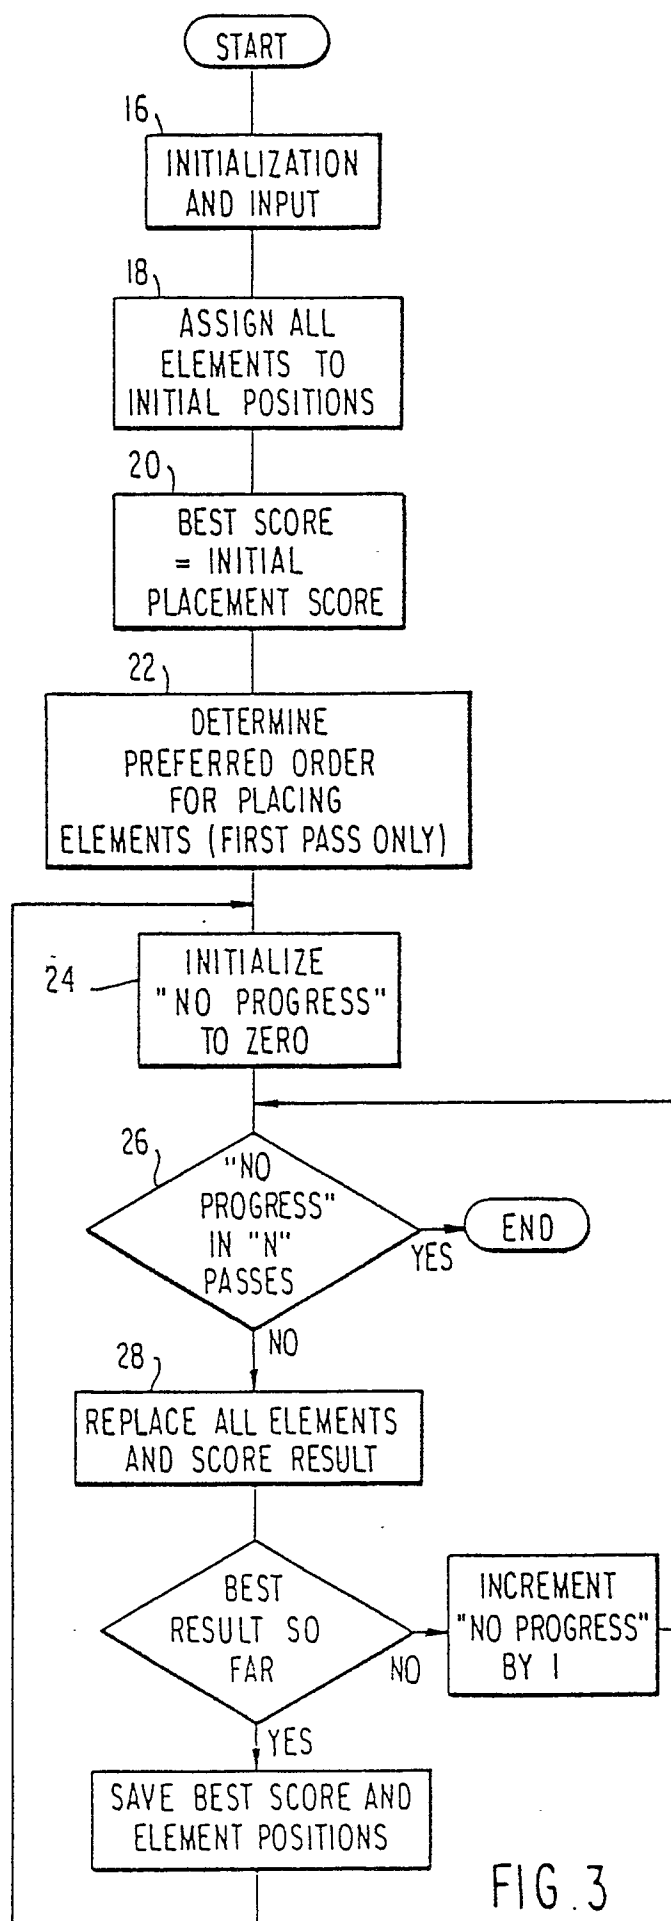 START
16
INITIALIZATION
AND INPUT
18
ASSIGN ALL
ELEMENTS TO
INITIAL POSITIONS
20
BEST SCORE
= INITIAL
PLACEMENT SCORE
22
DETERMINE
PREFERRED ORDER
FOR PLACING
ELEMENTS (FIRST PASS ONLY)
24
INITIALIZE
"NO PROGRESS"
TO ZERO
26
"NO
PROGRESS"
IN "N"
PASSES
YES
END
NO
28
REPLACE ALL ELEMENTS
AND SCORE RESULT
BEST
RESULT SO
FAR
NO
INCREMENT
"NO PROGRESS"
BY 1
YES
SAVE BEST SCORE AND
ELEMENT POSITIONS
FIG.3